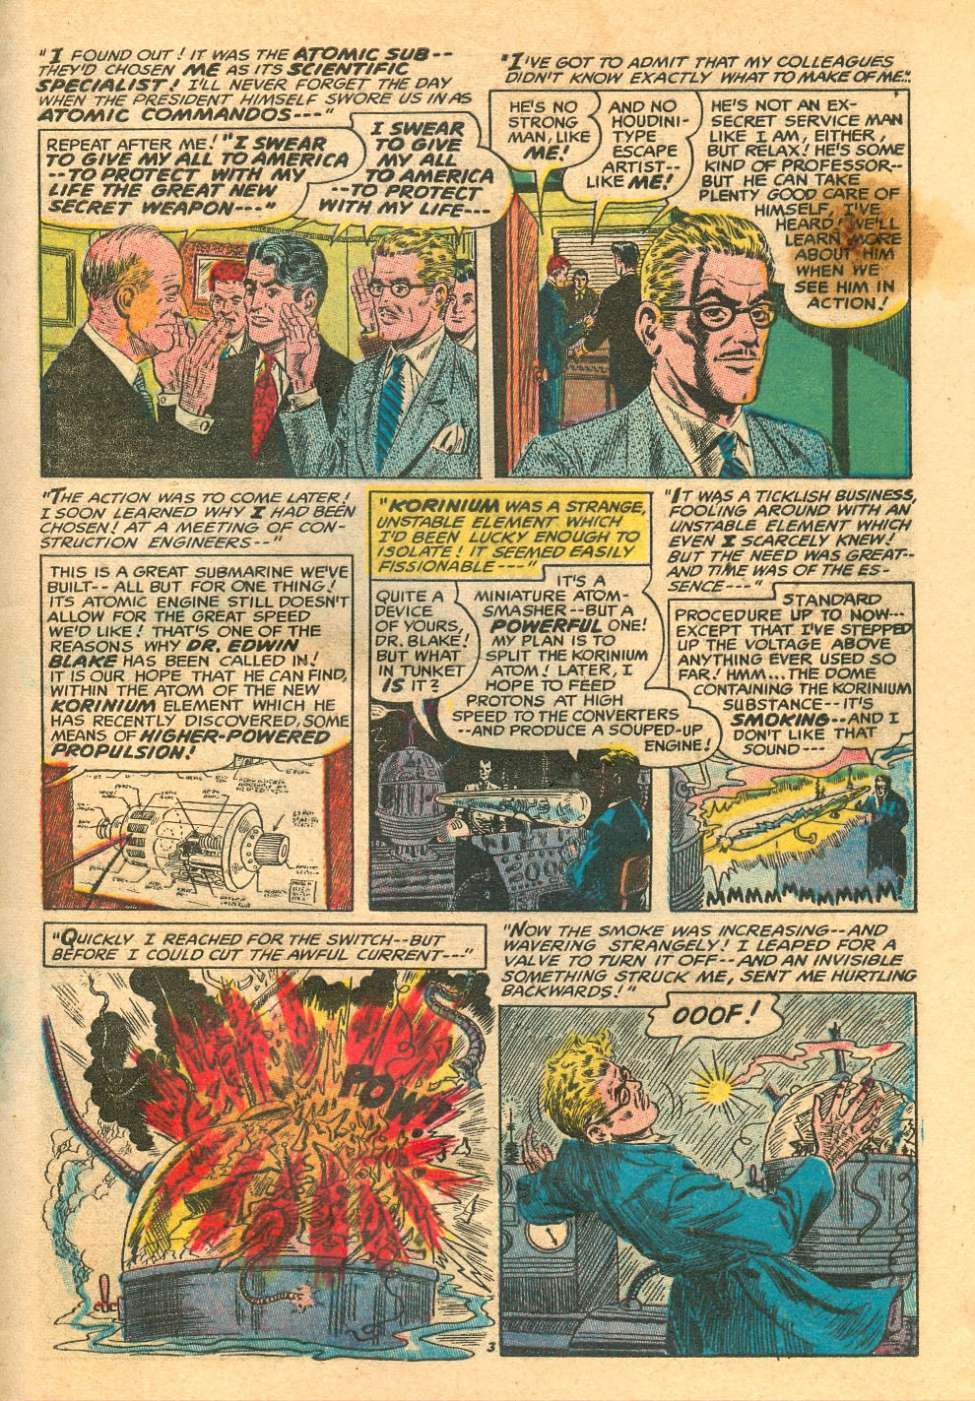 "I FOUND OUT! IT WAS THE ATOMIC SUB--
THEY'D CHOSEN ME AS ITS SCIENTIFIC
SPECIALIST! I'LL NEVER FORGET THE DAY
WHEN THE PRESIDENT HIMSELF SWORE US IN AS
ATOMIC COMMANDOS---"
REPEAT AFTER ME! "I SWEAR
TO GIVE MY ALL TO AMERICA
--TO PROTECT WITH MY
LIFE THE GREAT NEW
SECRET WEAPON---"
I SWEAR
TO GIVE
MY ALL
TO AMERICA
--TO PROTECT
WITH MY LIFE---
"I'VE GOT TO ADMIT THAT MY COLLEAGUES
DIDN'T KNOW EXACTLY WHAT TO MAKE OF ME..."
HE'S NO
STRONG
MAN, LIKE
ME!
AND NO
HOUDINI-
TYPE
ESCAPE
ARTIST--
LIKE ME!
HE'S NOT AN EX-
SECRET SERVICE MAN
LIKE I AM, EITHER,
BUT RELAX! HE'S SOME
KIND OF PROFESSOR--
BUT HE CAN TAKE
PLENTY GOOD CARE OF
HIMSELF, I'VE
HEARD! WE'LL
LEARN MORE
ABOUT HIM
WHEN WE
SEE HIM IN
ACTION!
"THE ACTION WAS TO COME LATER!
I SOON LEARNED WHY I HAD BEEN
CHOSEN! AT A MEETING OF CON-
STRUCTION ENGINEERS--"
THIS IS A GREAT SUBMARINE WE'VE
BUILT-- ALL BUT FOR ONE THING!
ITS ATOMIC ENGINE STILL DOESN'T
ALLOW FOR THE GREAT SPEED
WE'D LIKE! THAT'S ONE OF THE
REASONS WHY DR. EDWIN
BLAKE HAS BEEN CALLED IN!
IT IS OUR HOPE THAT HE CAN FIND,
WITHIN THE ATOM OF THE NEW
KORINIUM ELEMENT WHICH HE
HAS RECENTLY DISCOVERED, SOME
MEANS OF HIGHER-POWERED
PROPULSION!
"KORINIUM WAS A STRANGE,
UNSTABLE ELEMENT WHICH
I'D BEEN LUCKY ENOUGH TO
ISOLATE! IT SEEMED EASILY
FISSIONABLE---"
QUITE A
DEVICE
OF YOURS,
DR. BLAKE!
BUT WHAT
IN TUNKET
IS IT?
IT'S A
MINIATURE ATOM-
SMASHER--BUT A
POWERFUL ONE!
MY PLAN IS TO
SPLIT THE KORINIUM
ATOM! LATER, I
HOPE TO FEED
PROTONS AT HIGH
SPEED TO THE CONVERTERS
--AND PRODUCE A SOUPED-UP
ENGINE!
"IT WAS A TICKLISH BUSINESS,
FOOLING AROUND WITH AN
UNSTABLE ELEMENT WHICH
EVEN I SCARCELY KNEW!
BUT THE NEED WAS GREAT--
AND TIME WAS OF THE ES-
SENCE---"
STANDARD
PROCEDURE UP TO NOW---
EXCEPT THAT I'VE STEPPED
UP THE VOLTAGE ABOVE
ANYTHING EVER USED SO
FAR! HMM... THE DOME
CONTAINING THE KORINIUM
SUBSTANCE--IT'S
SMOKING--AND I
DON'T LIKE THAT
SOUND---
MMMMMMMMMM
"QUICKLY I REACHED FOR THE SWITCH--BUT
BEFORE I COULD CUT THE AWFUL CURRENT---"
POW!
"NOW THE SMOKE WAS INCREASING--AND
WAVERING STRANGELY! I LEAPED FOR A
VALVE TO TURN IT OFF--AND AN INVISIBLE
SOMETHING STRUCK ME, SENT ME HURTLING
BACKWARDS!"
OOOF!
3